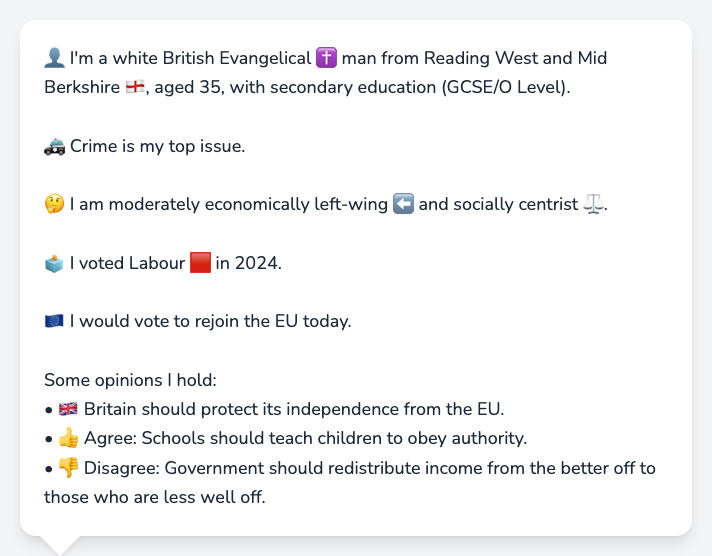 👤 I'm a white British Evangelical ✝️ man from Reading West and Mid
Berkshire 🏴󠁧󠁢󠁥󠁮󠁧󠁿, aged 35, with secondary education (GCSE/O Level).
🚓 Crime is my top issue.
🤔 I am moderately economically left-wing ⬅️ and socially centrist ⚖️.
🗳️ I voted Labour 🟥 in 2024.
🇪🇺 I would vote to rejoin the EU today.
Some opinions I hold:
• 🇬🇧 Britain should protect its independence from the EU.
• 👍 Agree: Schools should teach children to obey authority.
• 👎 Disagree: Government should redistribute income from the better off to
those who are less well off.